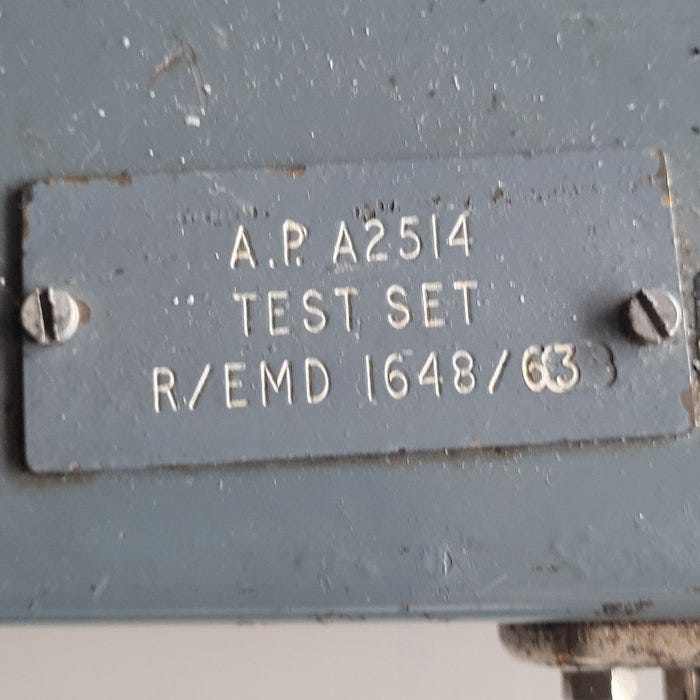 A.P. A2514
TEST SET
R/EMD 1648/63